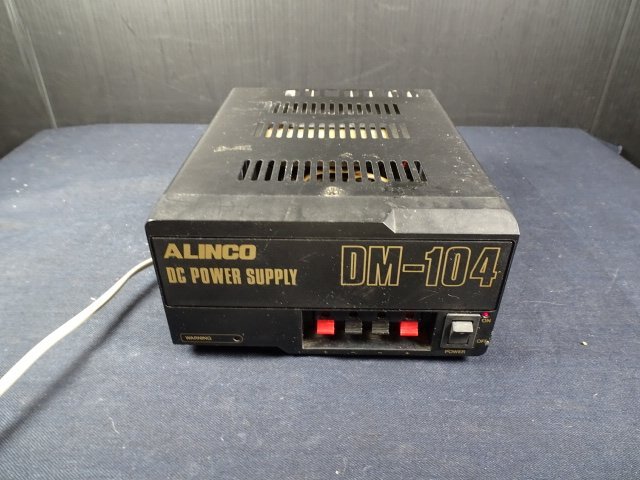 ALINCO
DC POWER SUPPLY
DM-104
WARNING
ON
OFF
POWER